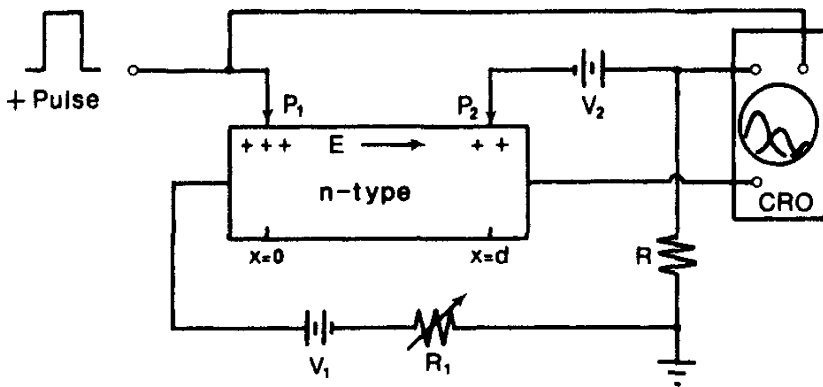 + Pulse
P₁
P₂
V₂
+ + +
E
+ +
n-type
CRO
x=0
x=d
R
V₁
R₁